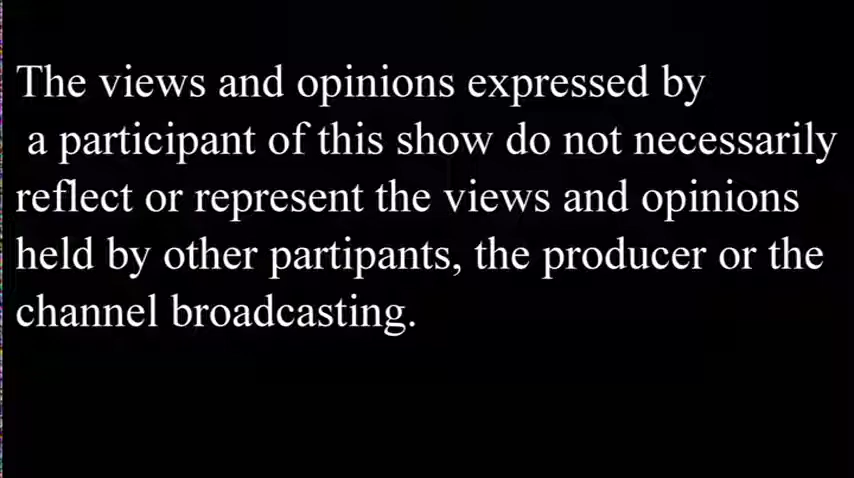 The views and opinions expressed by
a participant of this show do not necessarily
reflect or represent the views and opinions
held by other partipants, the producer or the
channel broadcasting.